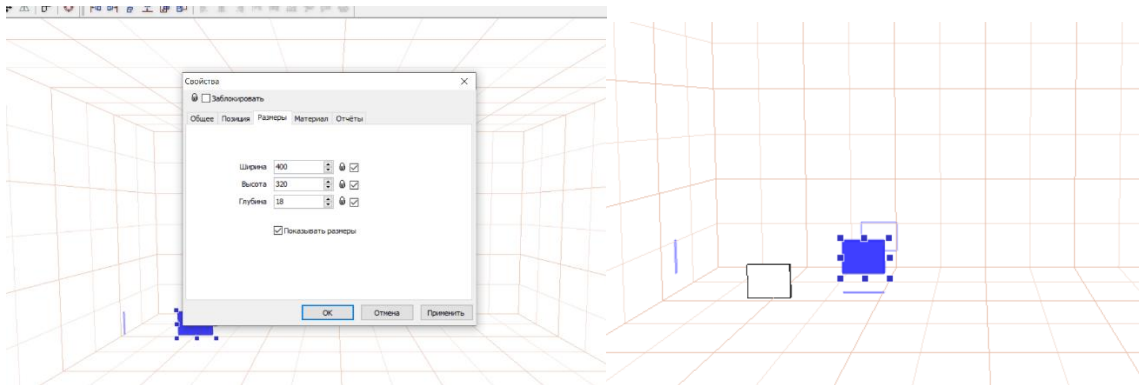 Свойства
Заблокировать
Общее Позиция Размеры Материал Отчёты
Ширина 400
Высота 320
Глубина 18
Показывать размеры
ОК Отмена Применить